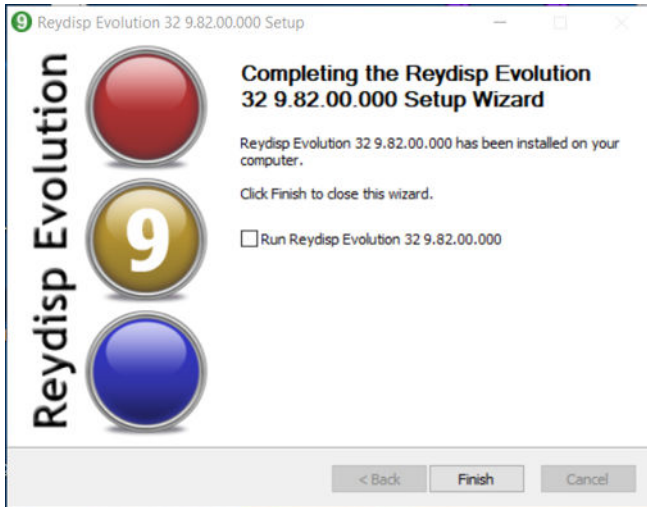 9 Reydisp Evolution 32 9.82.00.000 Setup
Reydisp Evolution
9
Completing the Reydisp Evolution
32 9.82.00.000 Setup Wizard
Reydisp Evolution 32 9.82.00.000 has been installed on your
computer.
Click Finish to close this wizard.
Run Reydisp Evolution 32 9.82.00.000
< Back Finish Cancel